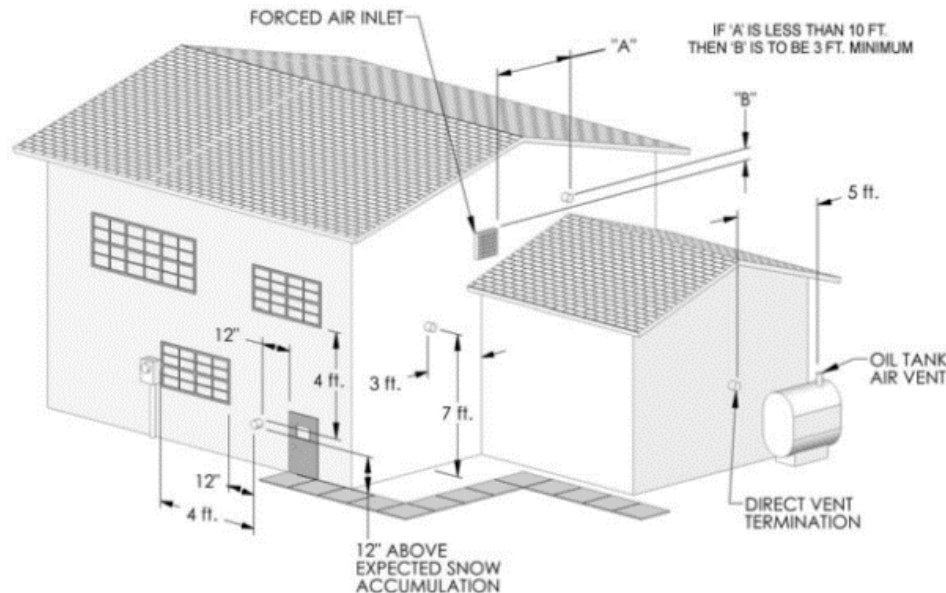 FORCED AIR INLET
"A"
IF 'A' IS LESS THAN 10 FT.
THEN 'B' IS TO BE 3 FT. MINIMUM
"B"
5 ft.
12"
4 ft.
3 ft.
7 ft.
OIL TANK
AIR VENT
12"
4 ft.
DIRECT VENT
TERMINATION
12" ABOVE
EXPECTED SNOW
ACCUMULATION